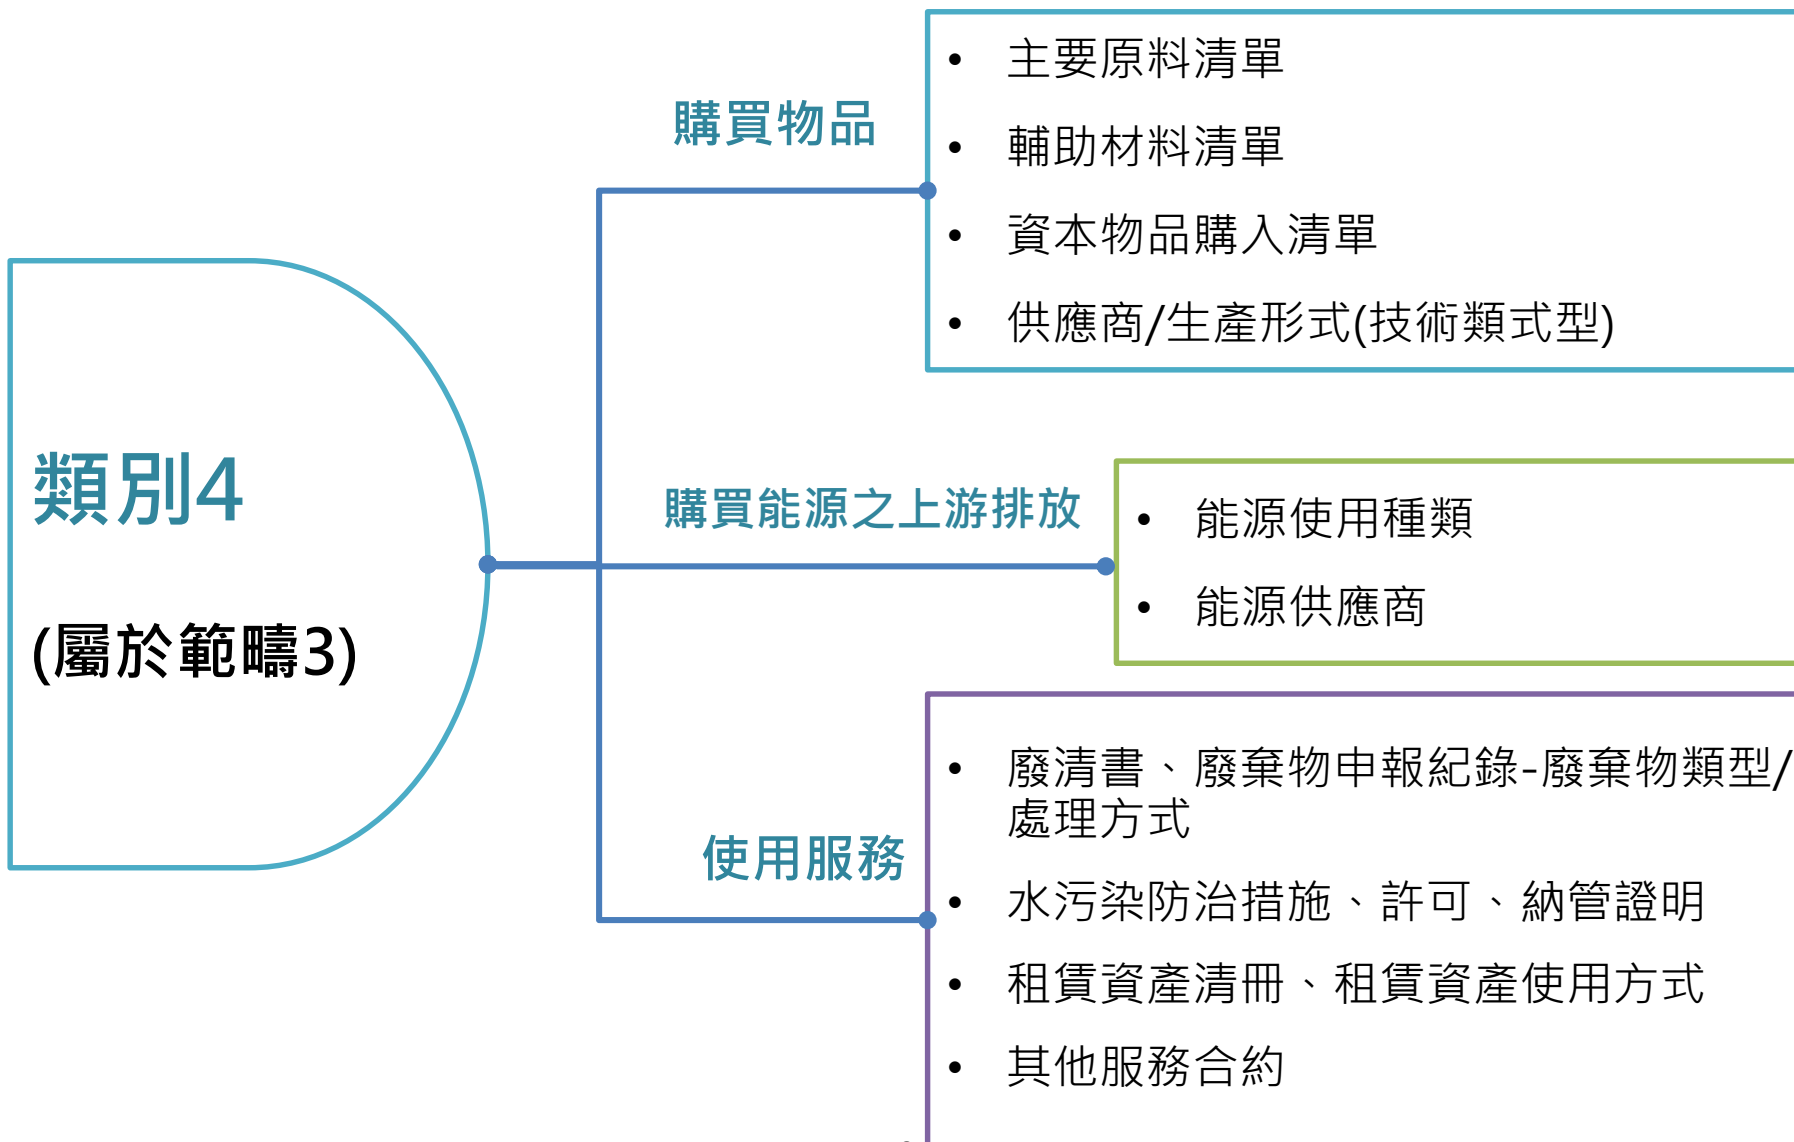 類別4
(屬於範疇3)
購買物品
• 主要原料清單
• 輔助材料清單
• 資本物品購入清單
• 供應商/生產形式(技術類式型)
購買能源之上游排放
• 能源使用種類
• 能源供應商
使用服務
• 廢清書、廢棄物申報紀錄-廢棄物類型/
處理方式
• 水污染防治措施、許可、納管證明
• 租賃資產清冊、租賃資產使用方式
• 其他服務合約